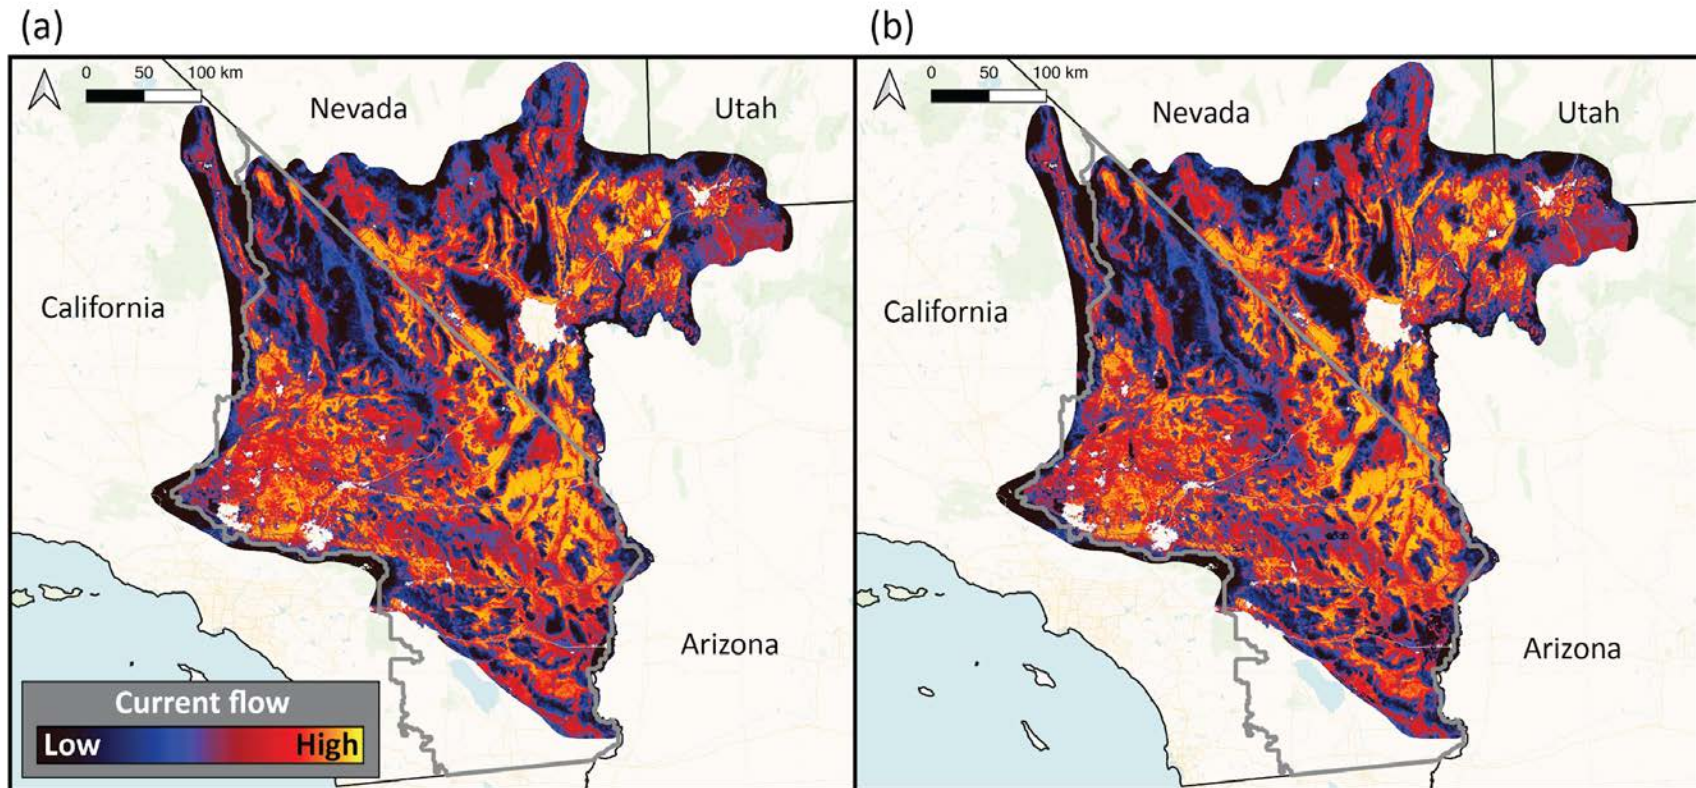 (a)
(b)
0 50 100 km
Nevada
Utah
California
Arizona
Current flow
Low High
0 50 100 km
Nevada
Utah
California
Arizona